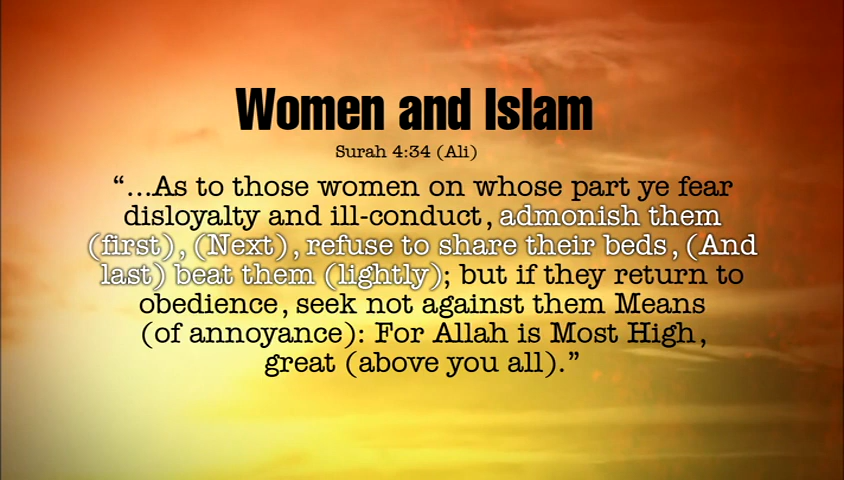 Women and Islam
Surah 4:34 (Ali)
“...As to those women on whose part ye fear
disloyalty and ill-conduct, admonish them
(first), (Next), refuse to share their beds, (And
last) beat them (lightly); but if they return to
obedience, seek not against them Means
(of annoyance): For Allah is Most High,
great (above you all).”